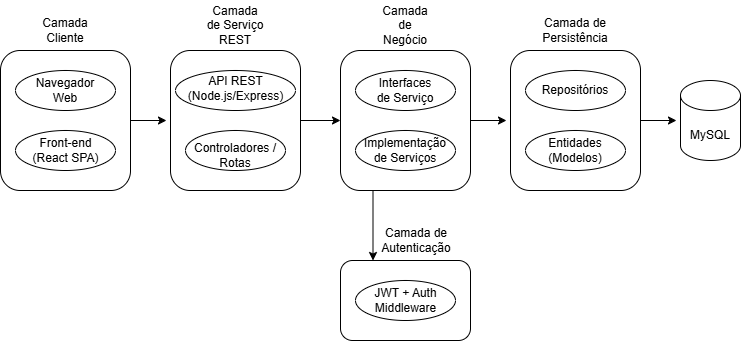 Camada
Cliente
Navegador
Web
Front-end
(React SPA)
Camada
de Serviço
REST
API REST
(Node.js/Express)
Controladores /
Rotas
Camada
de
Negócio
Interfaces
de Serviço
Implementação
de Serviços
Camada de
Persistência
Repositórios
Entidades
(Modelos)
MySQL
Camada de
Autenticação
JWT + Auth
Middleware